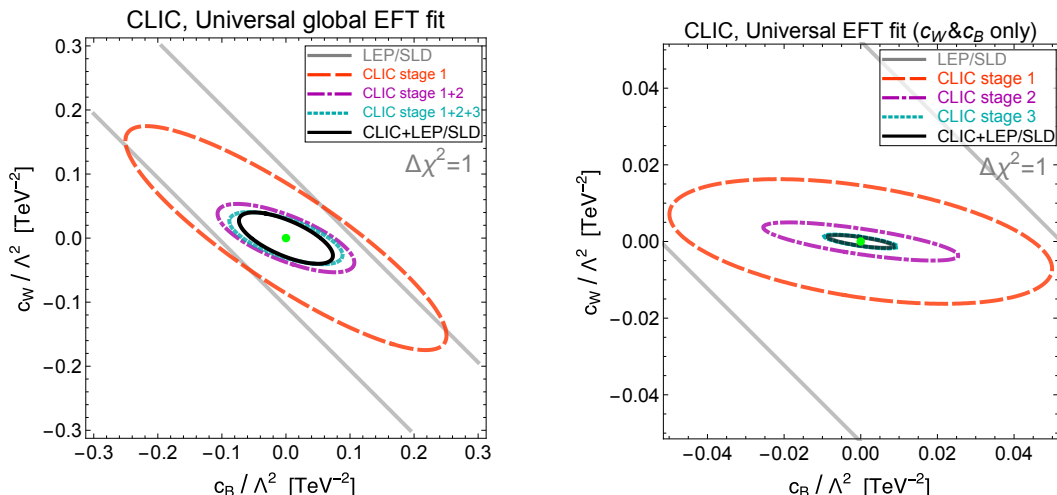 CLIC, Universal global EFT fit
0.3
0.2
0.1
0.0
−0.1
−0.2
−0.3
c_W / Λ² [TeV⁻²]
LEP/SLD
CLIC stage 1
CLIC stage 1+2
CLIC stage 1+2+3
CLIC+LEP/SLD
Δχ²=1
−0.3 −0.2 −0.1 0.0 0.1 0.2 0.3
c_B / Λ² [TeV⁻²]
CLIC, Universal EFT fit (c_W&c_B only)
0.04
0.02
0.00
−0.02
−0.04
c_W / Λ² [TeV⁻²]
LEP/SLD
CLIC stage 1
CLIC stage 2
CLIC stage 3
CLIC+LEP/SLD
Δχ²=1
−0.04 −0.02 0.00 0.02 0.04
c_B / Λ² [TeV⁻²]